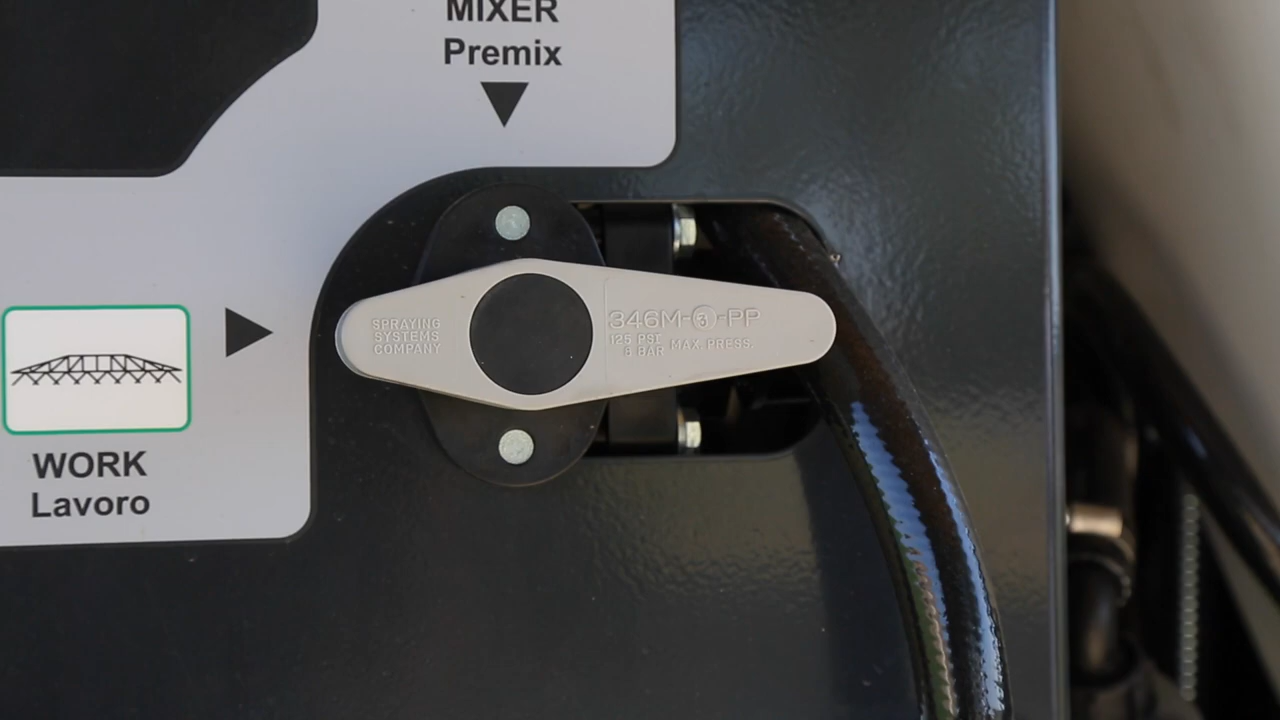 MIXER
Premix
SPRAYING
SYSTEMS
COMPANY
346M-3-PP
125 PSI
8 BAR MAX. PRESS.
WORK
Lavoro